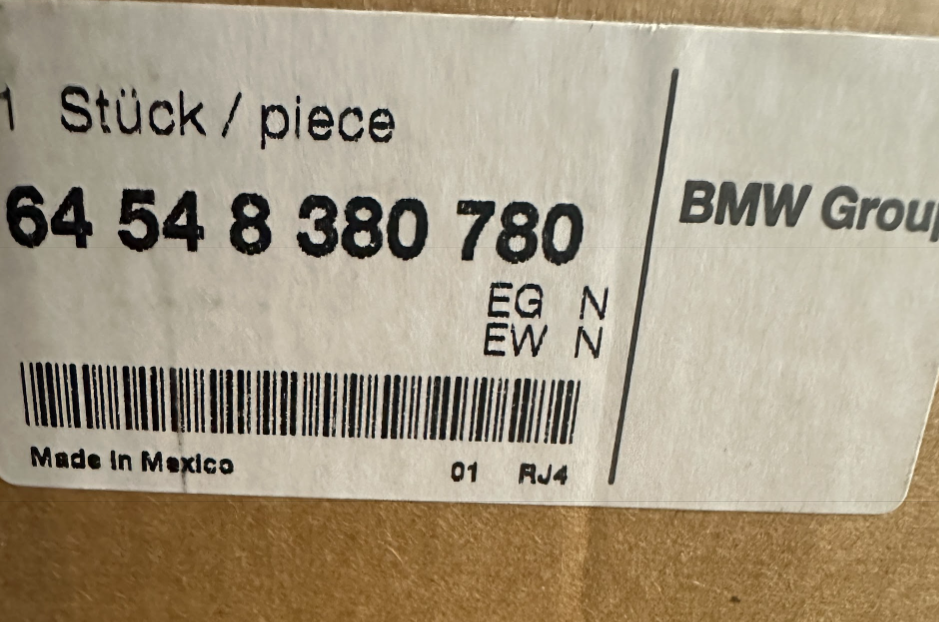 1 Stück / piece
64 54 8 380 780
EG N
EW N
Made in Mexico 01 RJ4
BMW Group